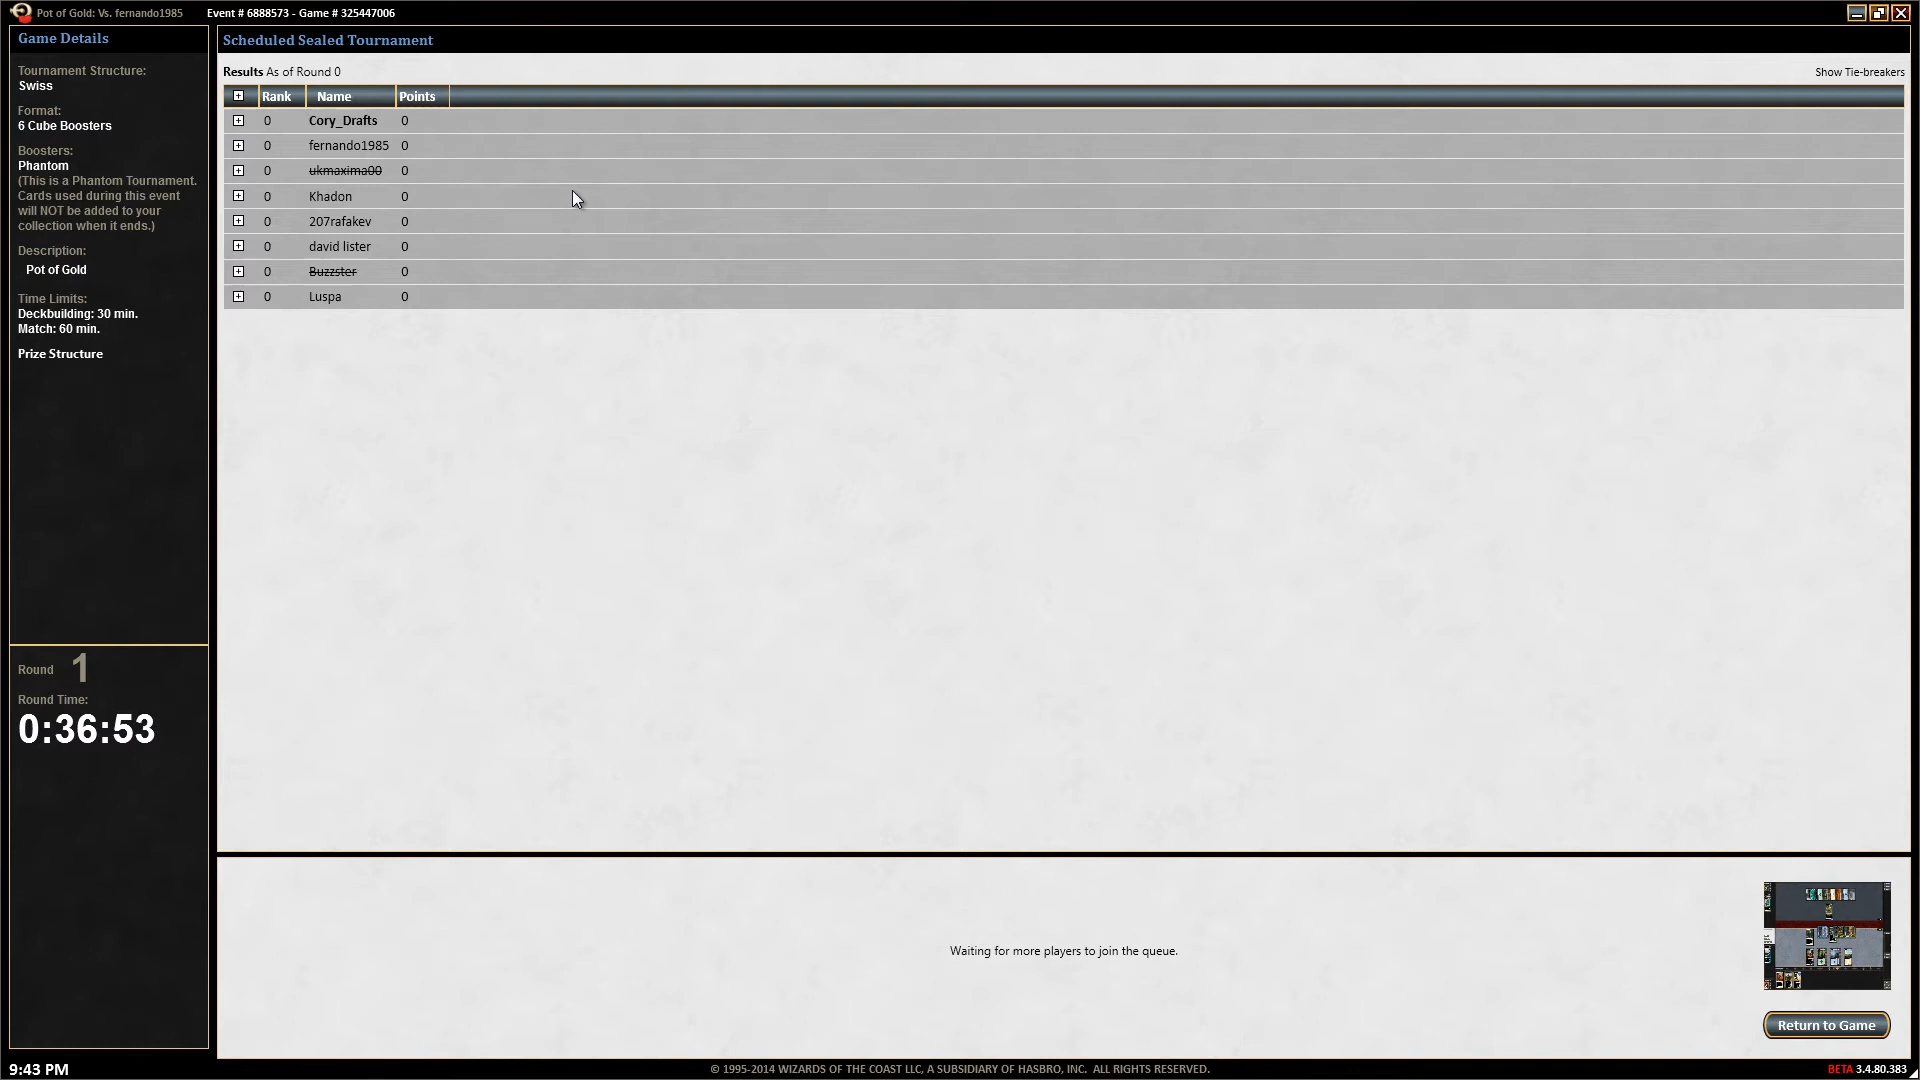 Pot of Gold: Vs. fernando1985 Event # 6888573 - Game # 325447006
Game Details
Tournament Structure:
Swiss
Format:
6 Cube Boosters
Boosters:
Phantom
(This is a Phantom Tournament.
Cards used during this event
will NOT be added to your
collection when it ends.)
Description:
Pot of Gold
Time Limits:
Deckbuilding: 30 min.
Match: 60 min.
Prize Structure
Round 1
Round Time:
0:36:53
9:43 PM
Scheduled Sealed Tournament
Results As of Round 0 Show Tie-breakers
Rank Name Points
0 Cory_Drafts 0
0 fernando1985 0
0 ukmaxima00 0
0 Khadon 0
0 207rafakev 0
0 david lister 0
0 Buzzster 0
0 Luspa 0
Waiting for more players to join the queue.
Return to Game
© 1995-2014 WIZARDS OF THE COAST LLC, A SUBSIDIARY OF HASBRO, INC. ALL RIGHTS RESERVED.
BETA 3.4.80.383